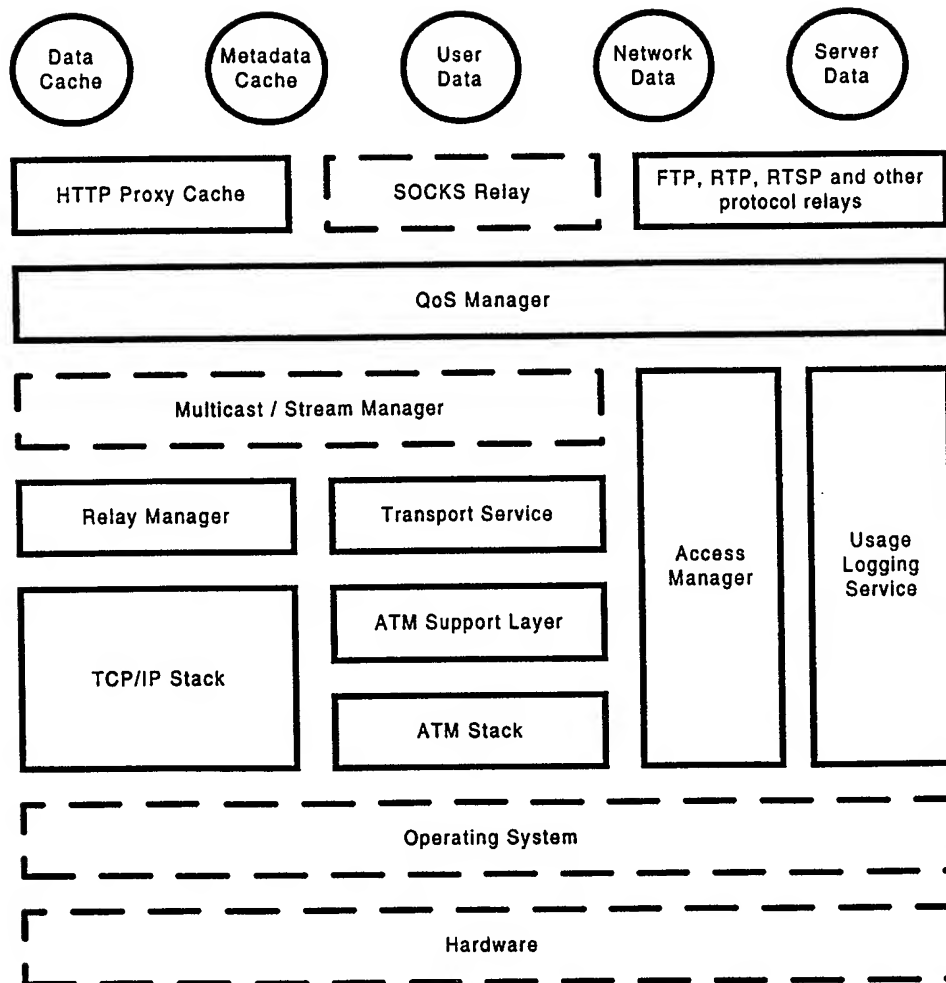 Data
Cache
Metadata
Cache
User
Data
Network
Data
Server
Data
HTTP Proxy Cache
SOCKS Relay
FTP, RTP, RTSP and other
protocol relays
QoS Manager
Multicast / Stream Manager
Relay Manager
Transport Service
Access
Manager
Usage
Logging
Service
TCP/IP Stack
ATM Support Layer
ATM Stack
Operating System
Hardware